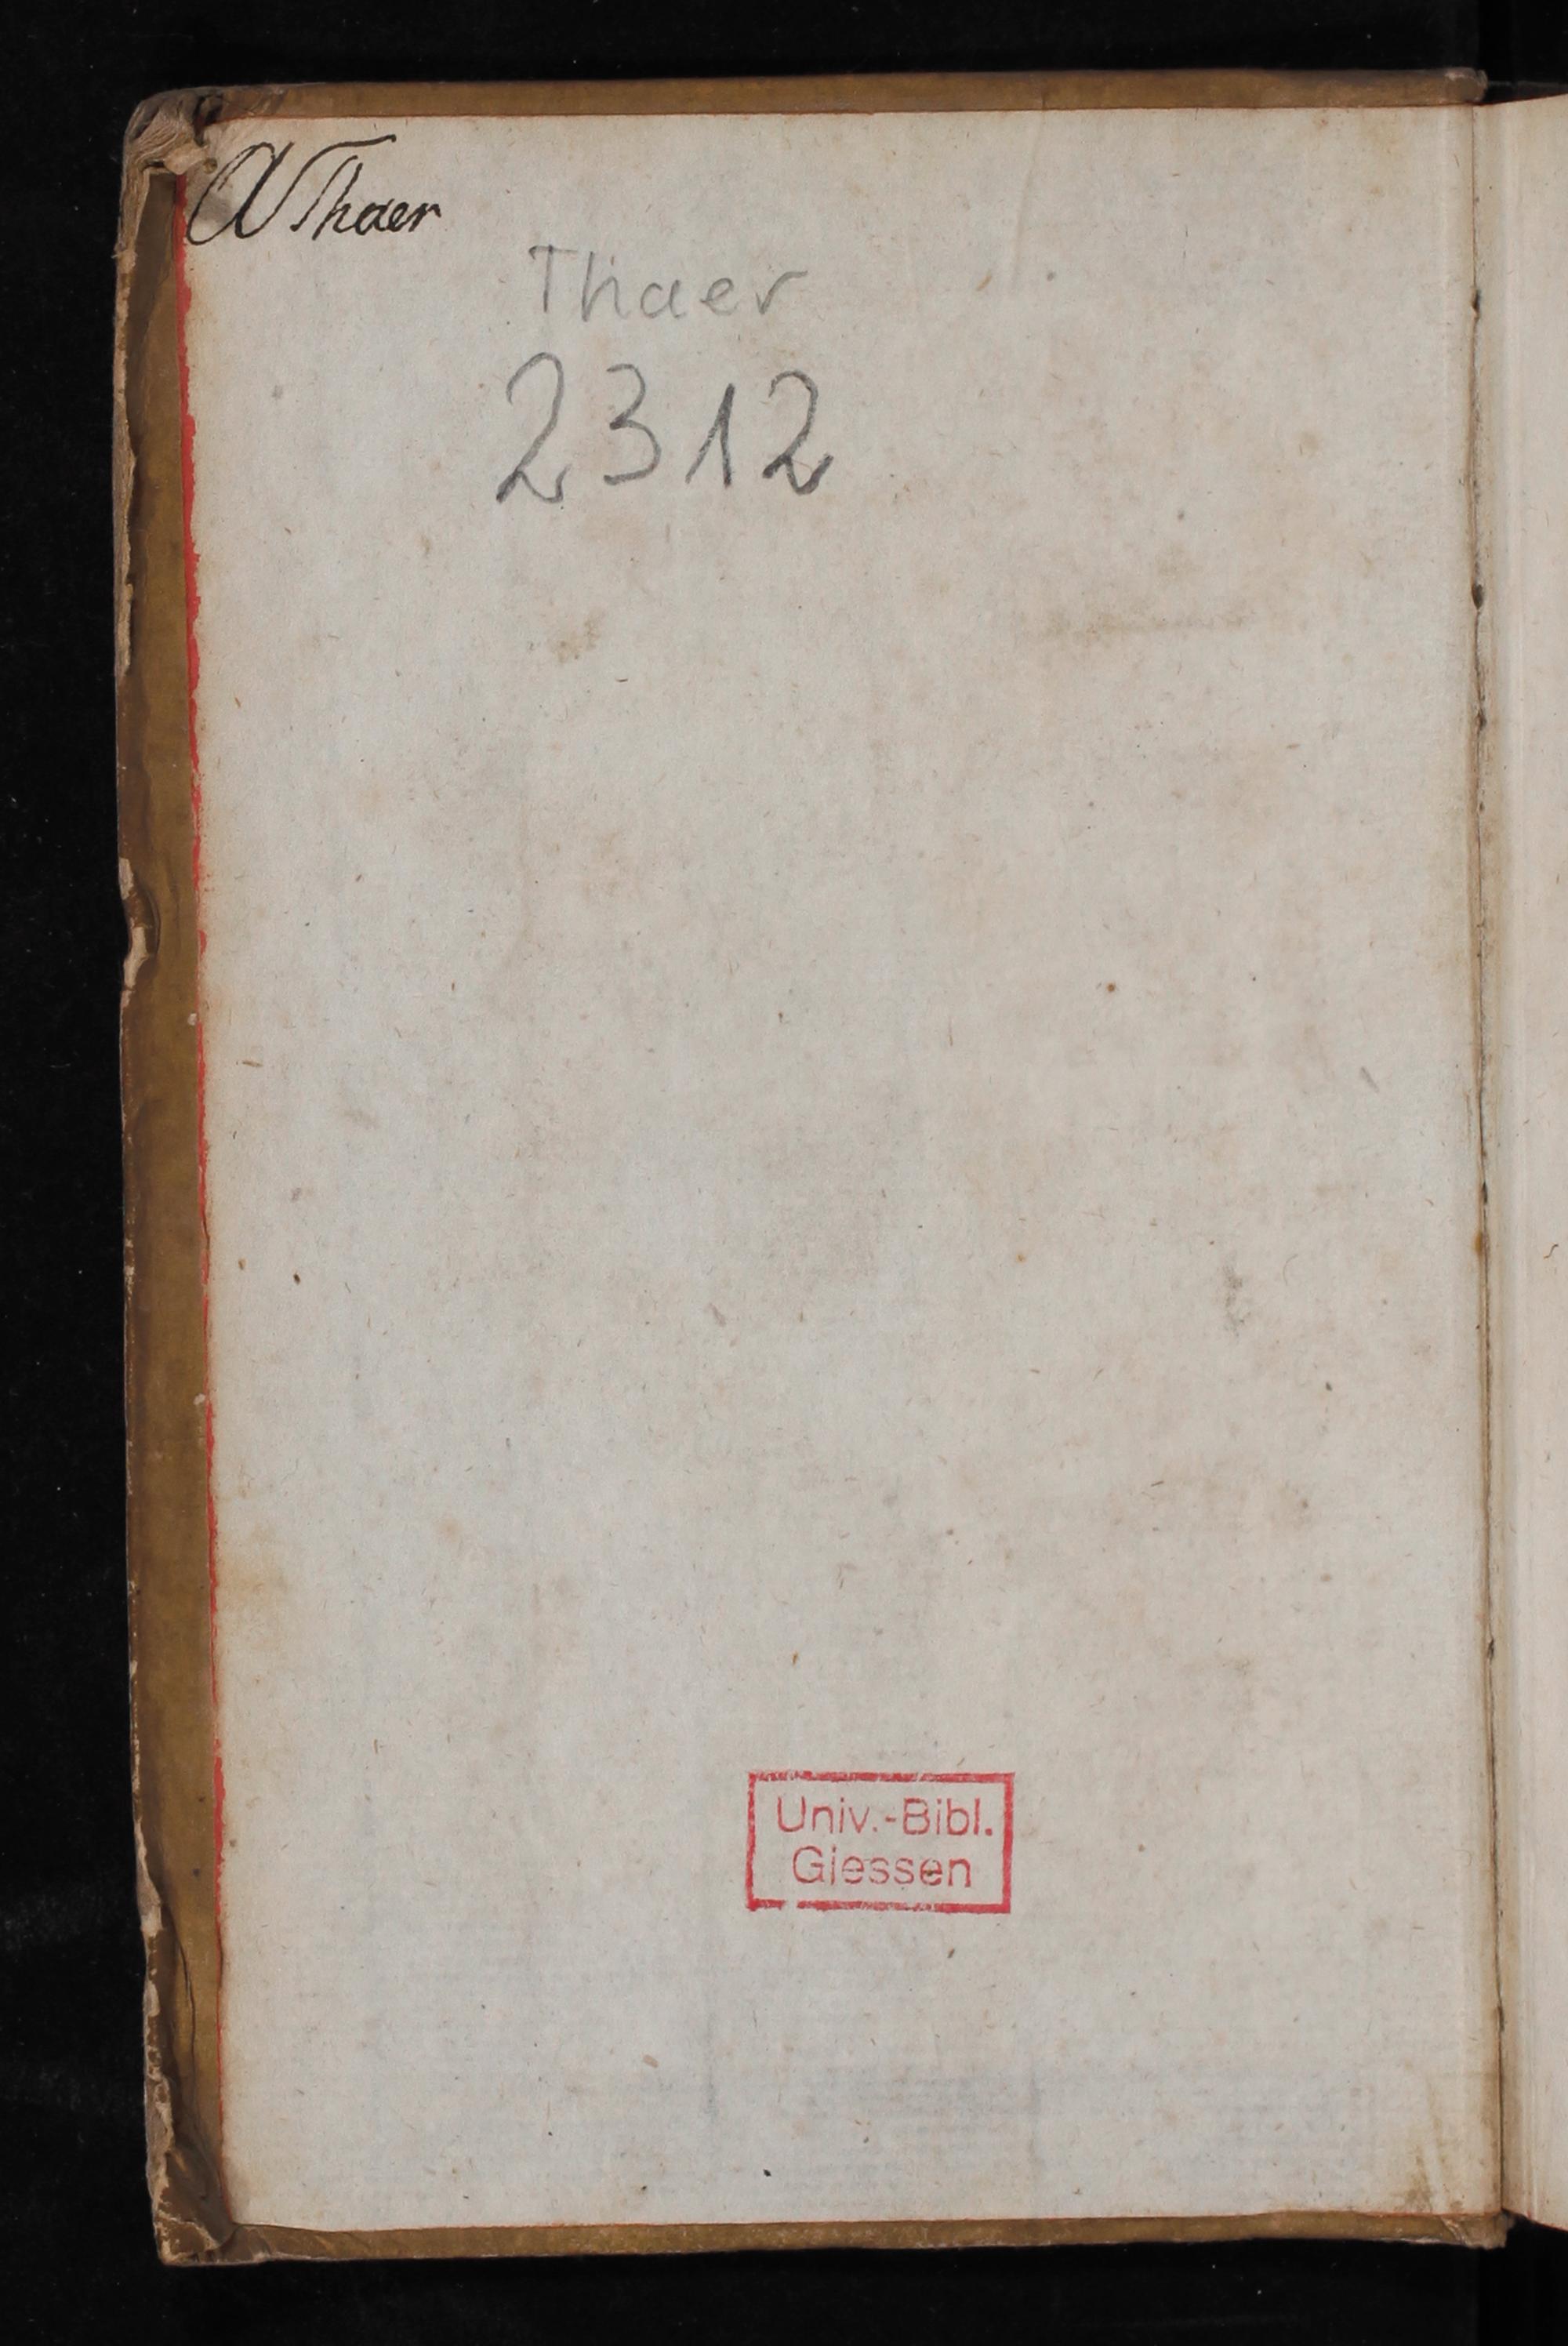 A Thaer
Thaer
2312
Univ.-Bibl.
Giessen